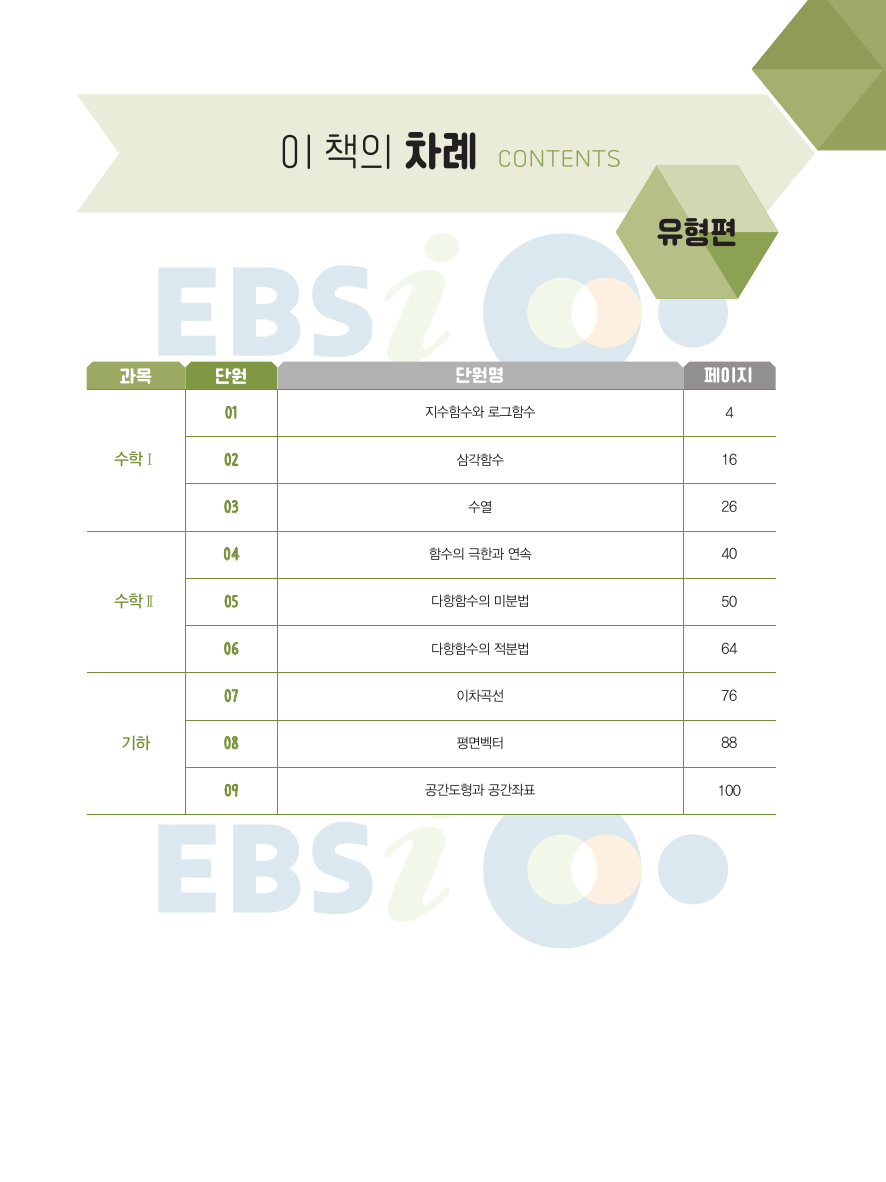 이 책의 차례 CONTENTS
유형편
EBSi
과목 단원 단원명 페이지
01 지수함수와 로그함수 4
수학Ⅰ 02 삼각함수 16
03 수열 26
04 함수의 극한과 연속 40
수학Ⅱ 05 다항함수의 미분법 50
06 다항함수의 적분법 64
07 이차곡선 76
기하 08 평면벡터 88
09 공간도형과 공간좌표 100
EBSi